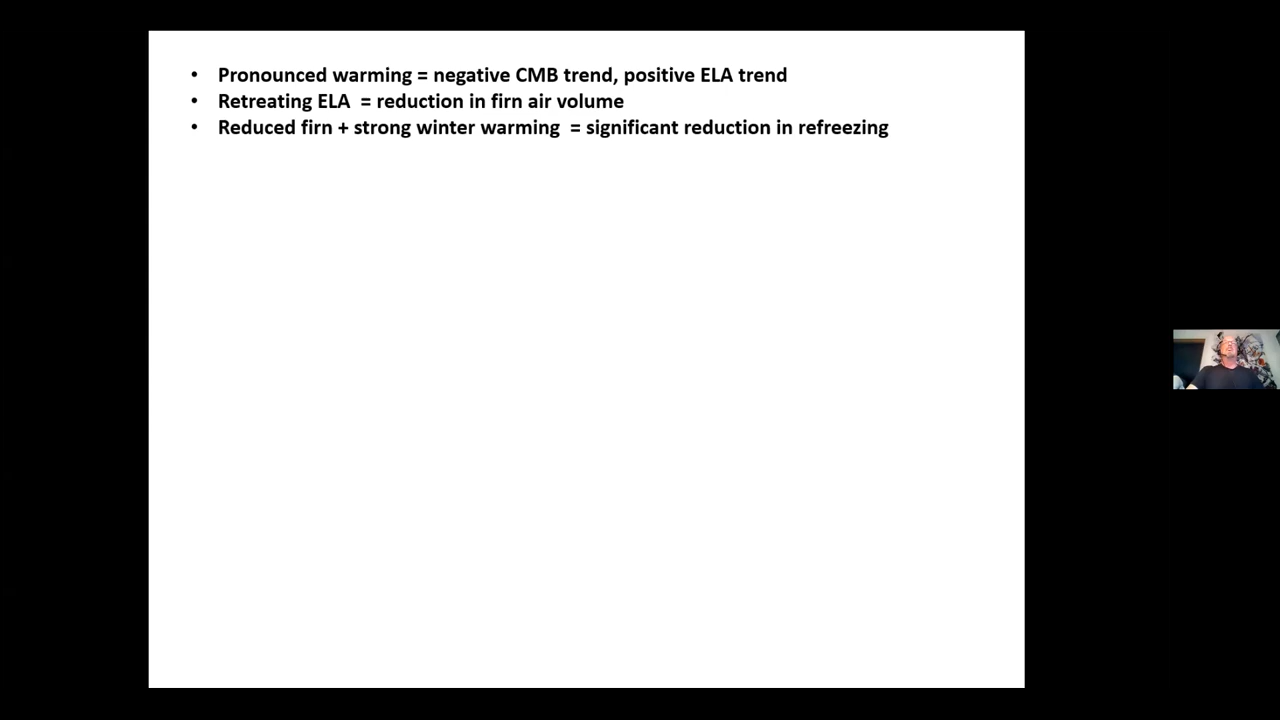 • Pronounced warming = negative CMB trend, positive ELA trend
• Retreating ELA = reduction in firn air volume
• Reduced firn + strong winter warming = significant reduction in refreezing